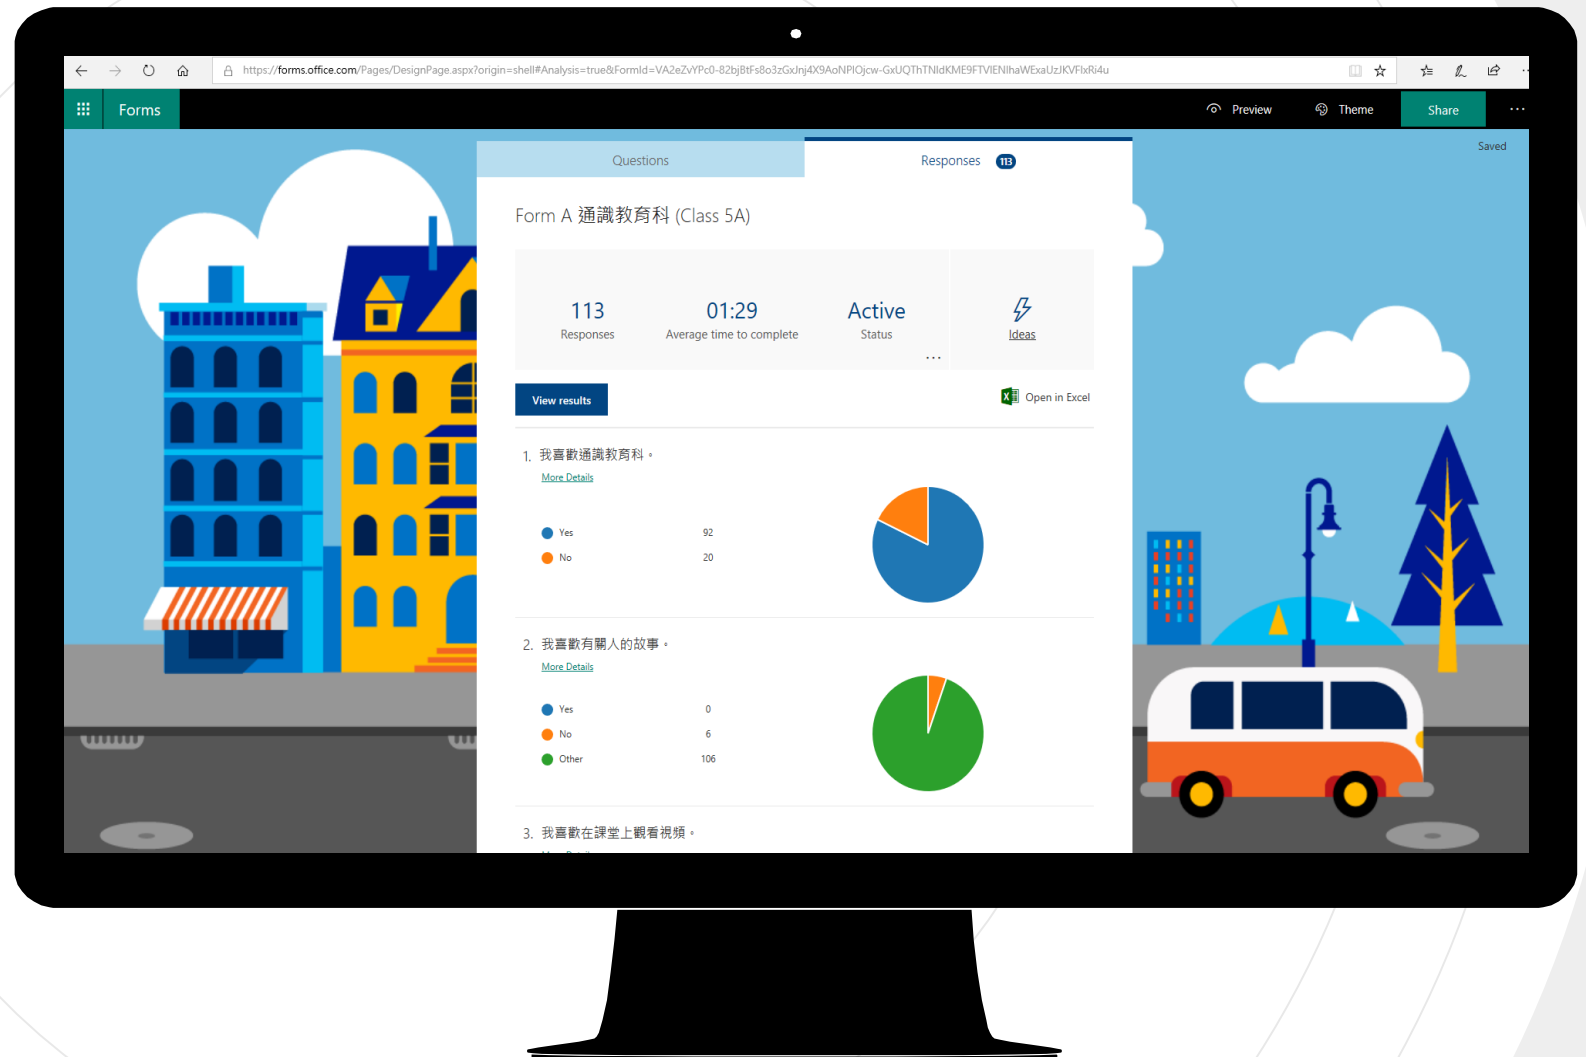 https://forms.office.com/Pages/DesignPage.aspx?origin=shell#Analysis=true&FormId=
Forms
Preview
Theme
Share
Saved
Questions
Responses 113
Form A 通識教育科 (Class 5A)
113
Responses
01:29
Average time to complete
Active
Status
Ideas
View results
Open in Excel
1. 我喜歡通識教育科。
More Details
Yes 92
No 20
2. 我喜歡有關人的故事。
More Details
Yes 0
No 6
Other 106
3. 我喜歡在課堂上觀看視頻。